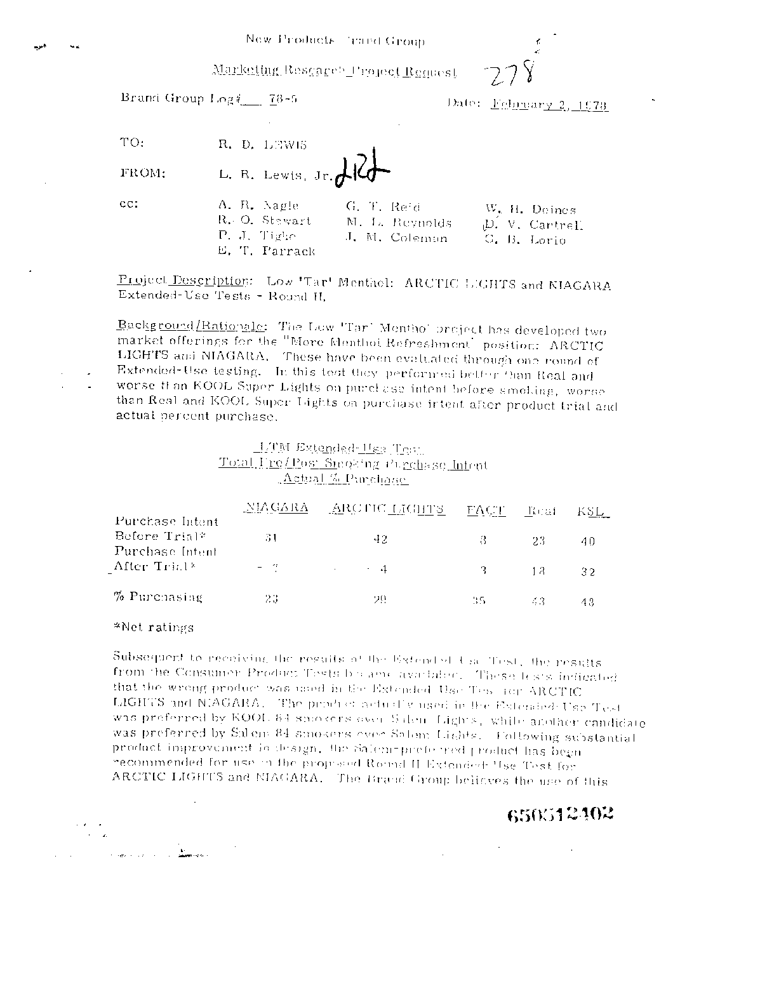 New Products Brand Group
Marketing Research Project Request
278
Brand Group Log# 78-5 Date: February 2, 1978
TO: R. D. LEWIS
FROM: L. R. Lewis, Jr.
cc: A. R. Nagle G. T. Reid W. H. Deines
R. O. Stewart M. L. Reynolds D. V. Cantrell
P. J. Tighe J. M. Coleman C. B. Lorio
E. T. Parrack
Project Description: Low 'Tar' Menthol: ARCTIC LIGHTS and NIAGARA
Extended-Use Tests - Round II.
Background/Rationale: The Low 'Tar' Menthol project has developed two
market offerings for the "More Menthol Refreshment" position: ARCTIC
LIGHTS and NIAGARA. These have been evaluated through one round of
Extended-Use testing. In this test they performed better than Real and
worse than KOOL Super Lights on purchase intent before smoking, worse
than Real and KOOL Super Lights on purchase intent after product trial and
actual percent purchase.
LTM Extended-Use Test
Total Pre/Post Smoking Purchase Intent
Actual % Purchase
NIAGARA ARCTIC LIGHTS FACT Real KSL
Purchase Intent
Before Trial* 31 42 8 23 40
Purchase Intent
After Trial* - - 4 3 18 32
% Purchasing 23 35 43 43
*Net ratings
Subsequent to receiving the results of the Extended Use Test, the results
from the Consumer Product Tests became available. These tests indicated
that the wrong product was used in the Extended Use Test for ARCTIC
LIGHTS and NIAGARA. The product actually used in the Extended-Use Test
was preferred by KOOL 84 smokers over Salem Lights, while another candidate
was preferred by Salem 84 smokers over Salem Lights. Following substantial
product improvement in design, the Salem-preferred product has been
recommended for use in the proposed Round II Extended-Use Test for
ARCTIC LIGHTS and NIAGARA. The Brand Group believes the use of this
650512402